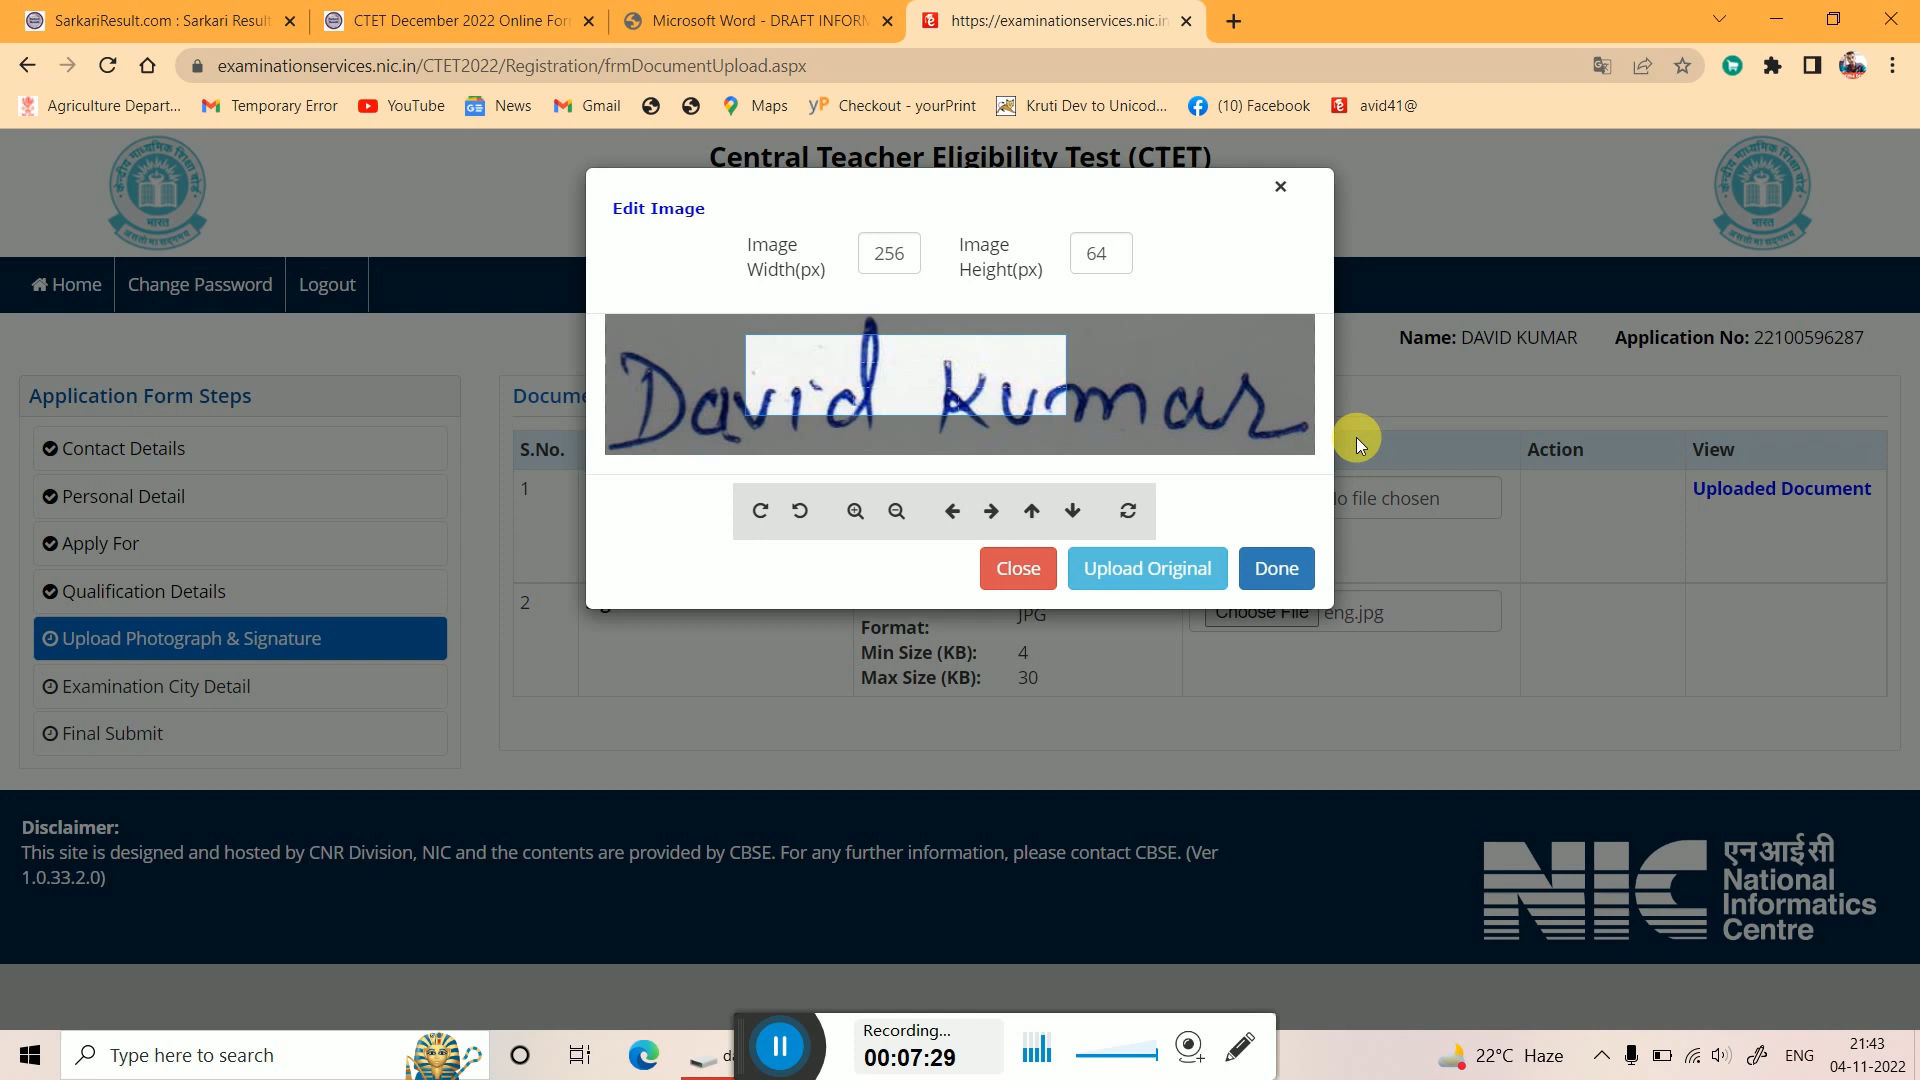 SarkariResult.com : Sarkari Result
CTET December 2022 Online For
Microsoft Word - DRAFT INFORM
https://examinationservices.nic.in
examinationservices.nic.in/CTET2022/Registration/frmDocumentUpload.aspx
Agriculture Depart...
Temporary Error
YouTube
News
Gmail
Maps
yP Checkout - yourPrint
Kruti Dev to Unicod...
(10) Facebook
avid41@
Central Teacher Eligibility Test (CTET)
Edit Image
Image Width(px) 256
Image Height(px) 64
Home
Change Password
Logout
Name: DAVID KUMAR
Application No: 22100596287
David Kumar
Application Form Steps
Contact Details
Personal Detail
Apply For
Qualification Details
Upload Photograph & Signature
Examination City Detail
Final Submit
Docume
S.No.
Action
View
1
o file chosen
Uploaded Document
Close
Upload Original
Done
2
JPG
Format:
Min Size (KB): 4
Max Size (KB): 30
Choose File eng.jpg
Disclaimer:
This site is designed and hosted by CNR Division, NIC and the contents are provided by CBSE. For any further information, please contact CBSE. (Ver
1.0.33.2.0)
NIC
एन आई सी
National
Informatics
Centre
Type here to search
Recording...
00:07:29
22°C Haze
ENG
21:43
04-11-2022